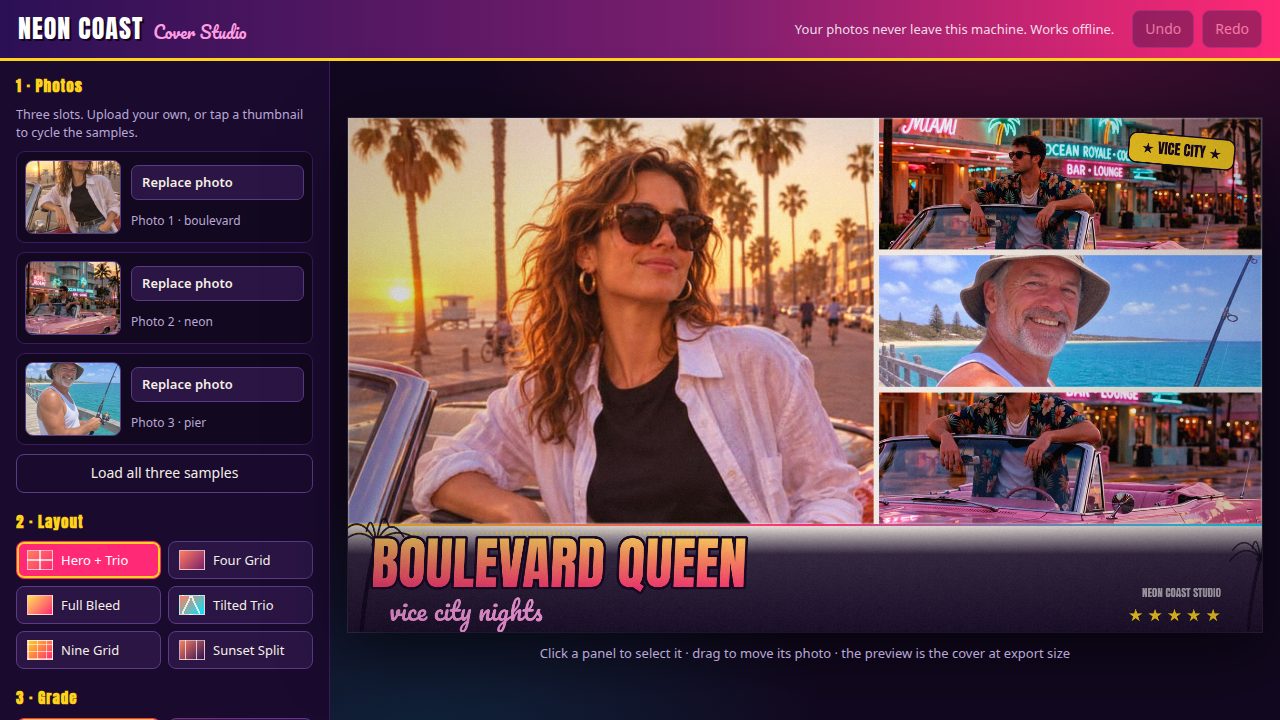 NEON COAST Cover Studio
Your photos never leave this machine. Works offline.
Undo
Redo
1 · Photos
Three slots. Upload your own, or tap a thumbnail
to cycle the samples.
Replace photo
Photo 1 · boulevard
Replace photo
Photo 2 · neon
Replace photo
Photo 3 · pier
Load all three samples
2 · Layout
Hero + Trio
Four Grid
Full Bleed
Tilted Trio
Nine Grid
Sunset Split
3 · Grade
MIAMI
OCEAN ROYALE
BAR · LOUNGE
★ VICE CITY ★
BAR · LOUNGE
BOULEVARD QUEEN
vice city nights
NEON COAST STUDIO
★ ★ ★ ★ ★
Click a panel to select it · drag to move its photo · the preview is the cover at export size